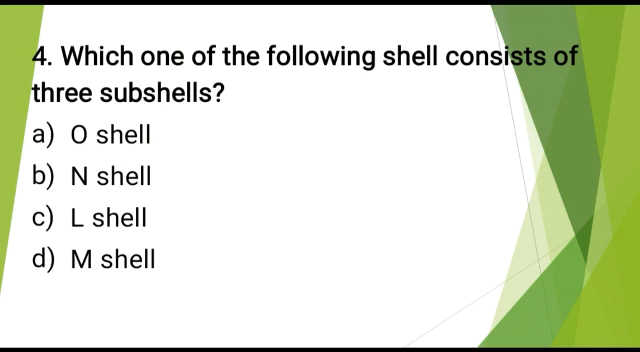 4. Which one of the following shell consists of
three subshells?
a) O shell
b) N shell
c) L shell
d) M shell